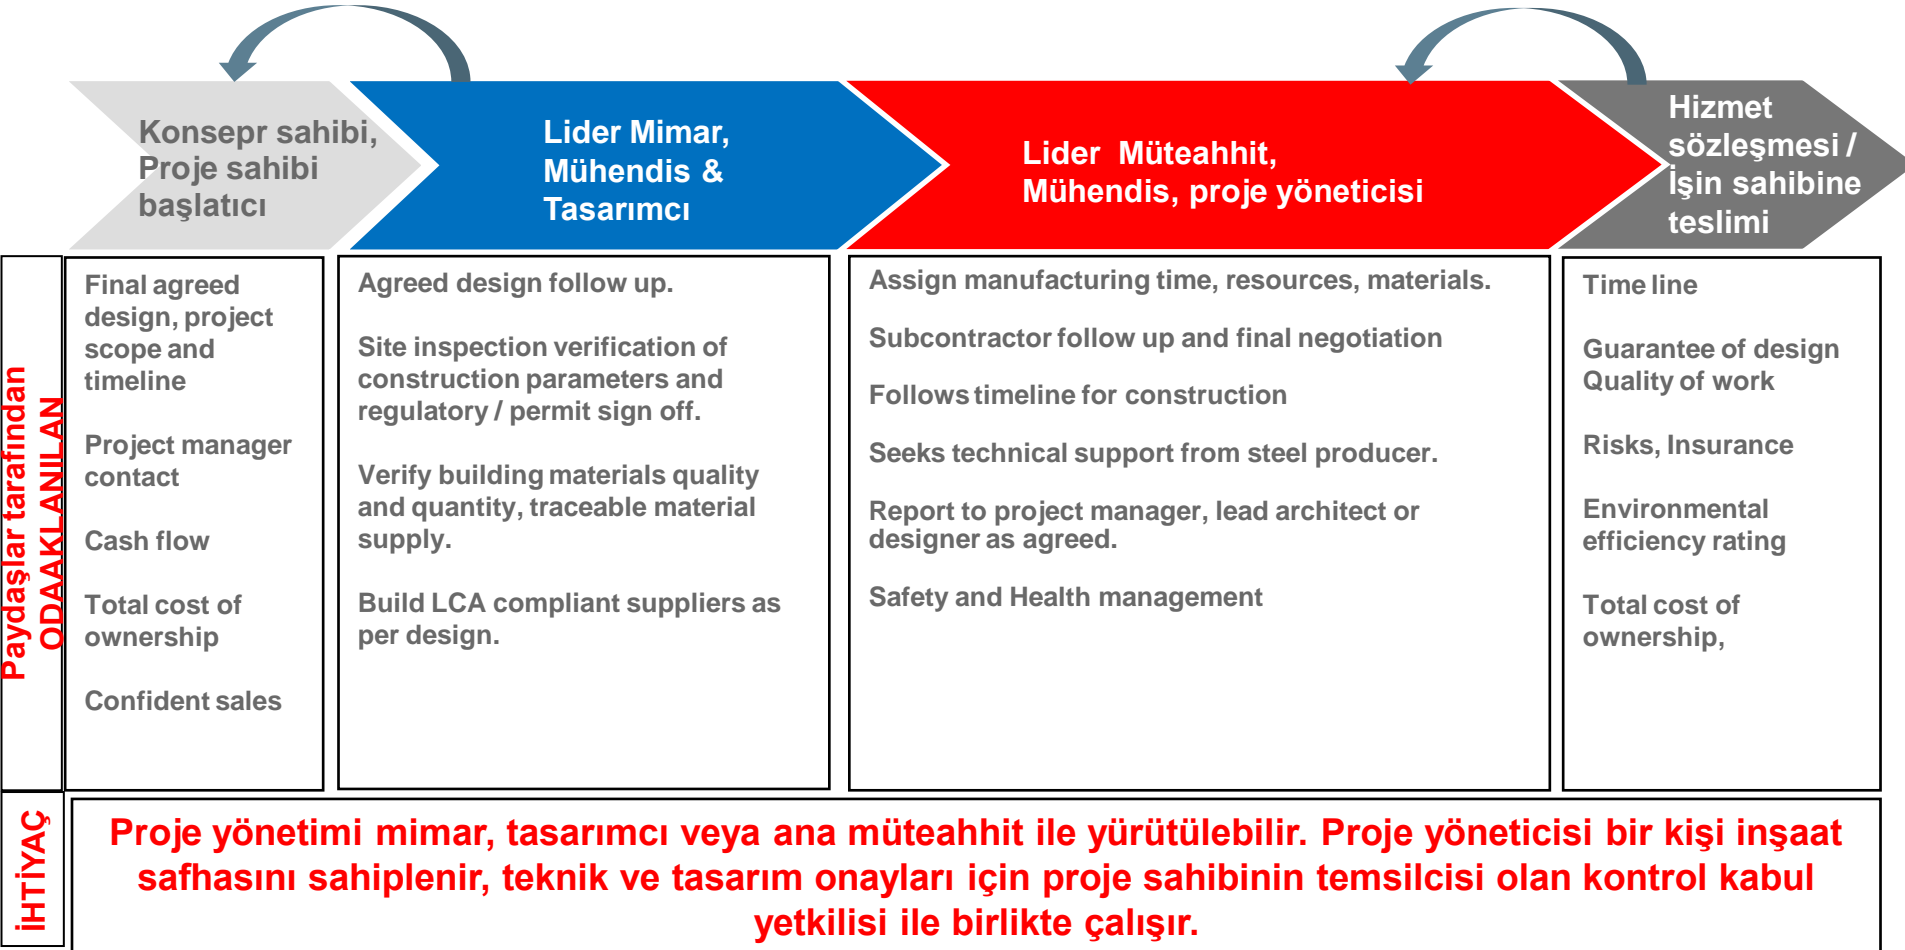 Konsepr sahibi,
Proje sahibi
başlatıcı
Lider Mimar,
Mühendis &
Tasarımcı
Lider Müteahhit,
Mühendis, proje yöneticisi
Hizmet
sözleşmesi /
İşin sahibine
teslimi
Paydaşlar tarafından
ODAAKLANILAN
Final agreed
design, project
scope and
timeline
Project manager
contact
Cash flow
Total cost of
ownership
Confident sales
Agreed design follow up.
Site inspection verification of
construction parameters and
regulatory / permit sign off.
Verify building materials quality
and quantity, traceable material
supply.
Build LCA compliant suppliers as
per design.
Assign manufacturing time, resources, materials.
Subcontractor follow up and final negotiation
Follows timeline for construction
Seeks technical support from steel producer.
Report to project manager, lead architect or
designer as agreed.
Safety and Health management
Time line
Guarantee of design
Quality of work
Risks, Insurance
Environmental
efficiency rating
Total cost of
ownership,
İHTİYAÇ
Proje yönetimi mimar, tasarımcı veya ana müteahhit ile yürütülebilir. Proje yöneticisi bir kişi inşaat
safhasını sahiplenir, teknik ve tasarım onayları için proje sahibinin temsilcisi olan kontrol kabul
yetkilisi ile birlikte çalışır.